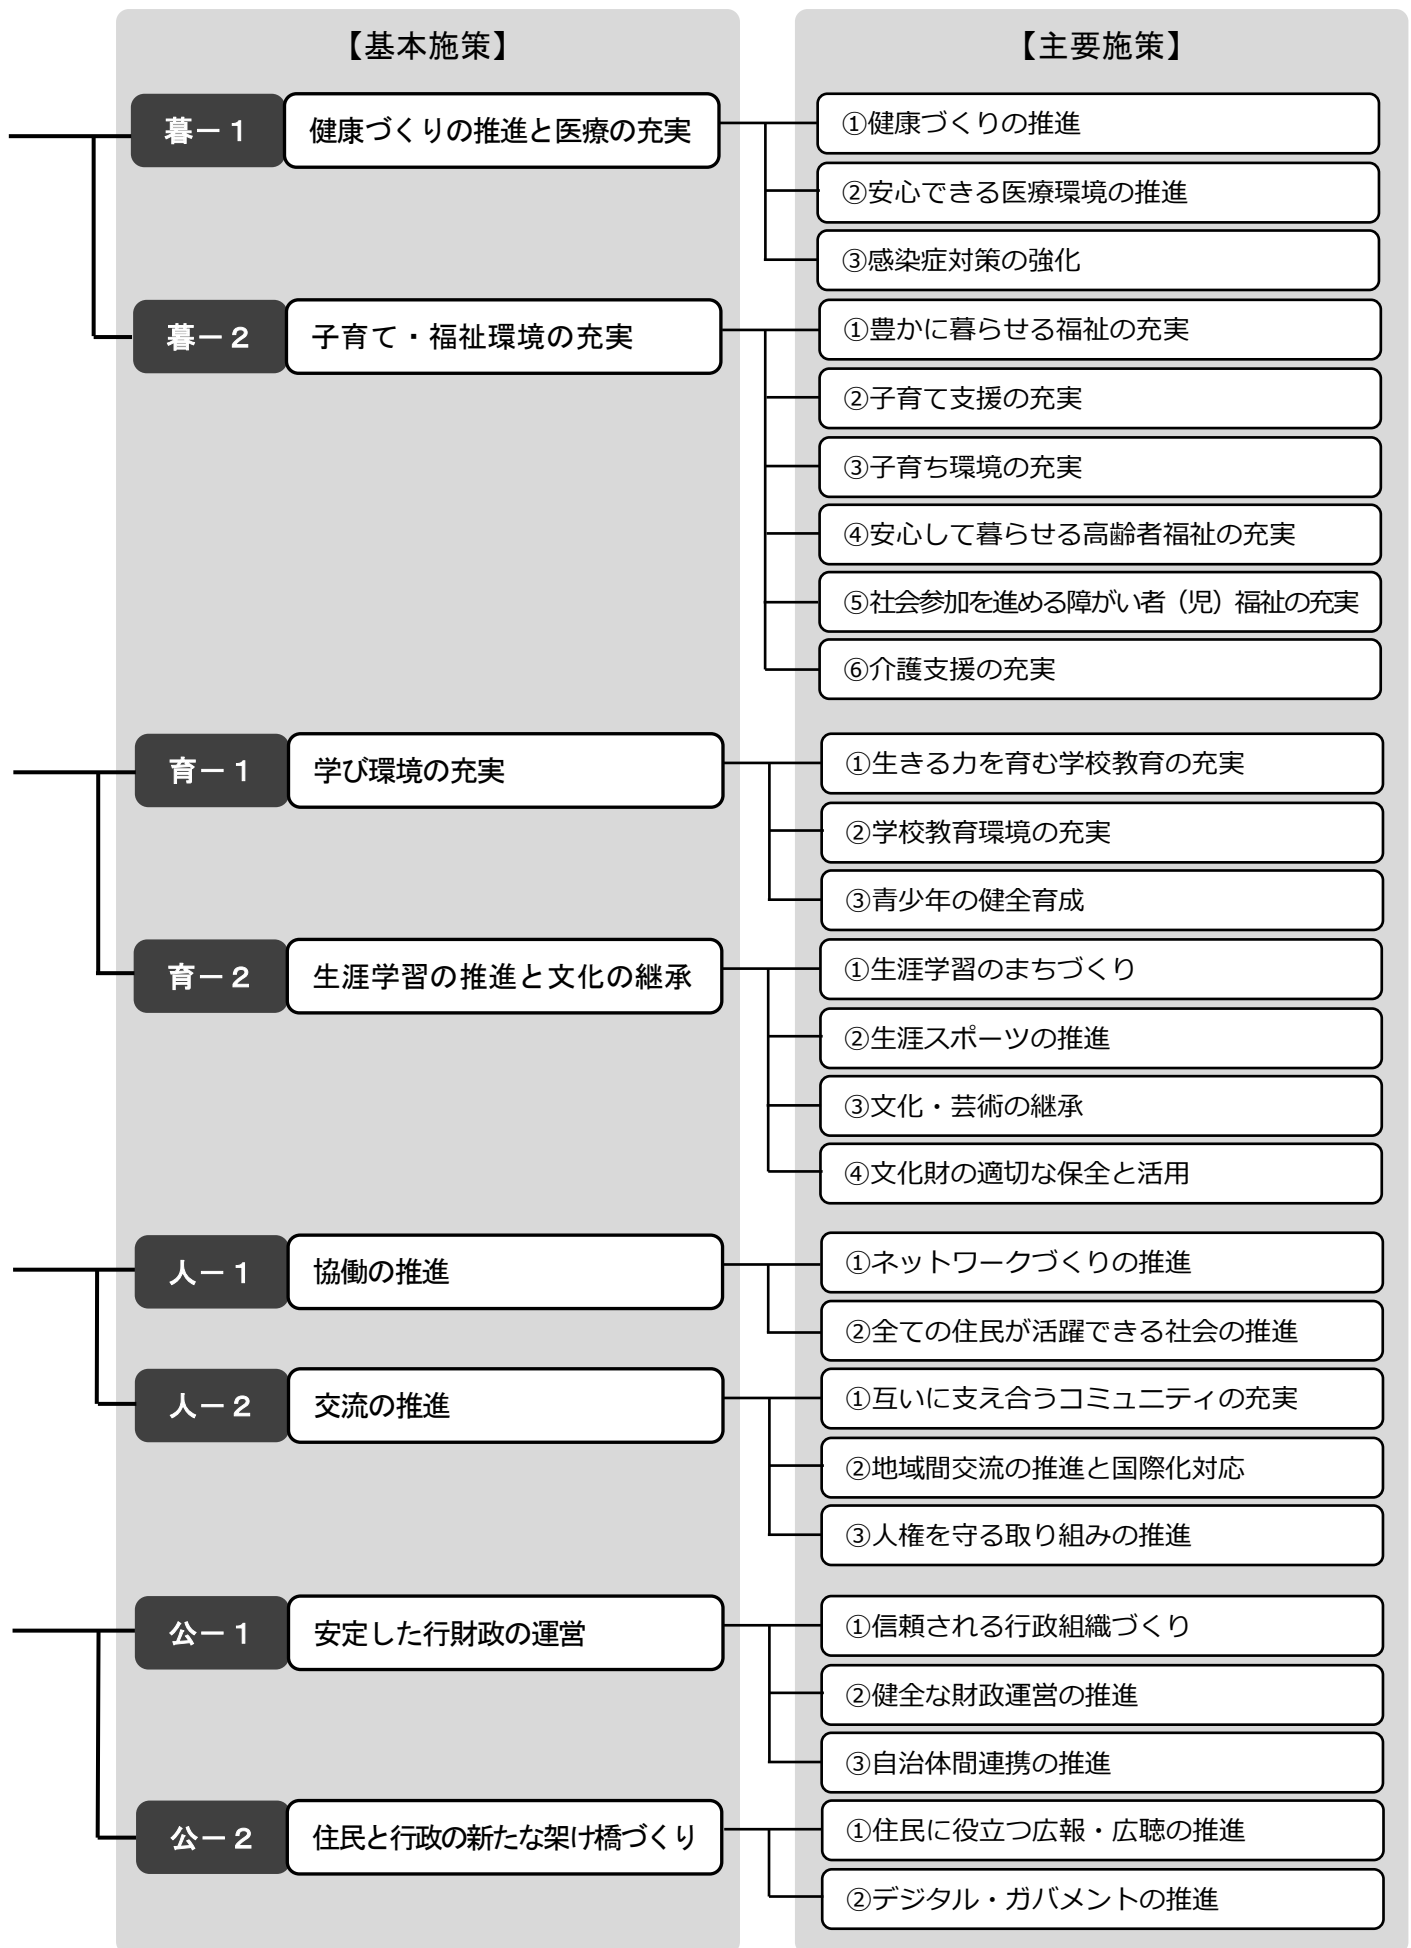 【基本施策】
【主要施策】
暮－１
健康づくりの推進と医療の充実
①健康づくりの推進
②安心できる医療環境の推進
③感染症対策の強化
暮－２
子育て・福祉環境の充実
①豊かに暮らせる福祉の充実
②子育て支援の充実
③子育ち環境の充実
④安心して暮らせる高齢者福祉の充実
⑤社会参加を進める障がい者（児）福祉の充実
⑥介護支援の充実
育－１
学び環境の充実
①生きる力を育む学校教育の充実
②学校教育環境の充実
③青少年の健全育成
育－２
生涯学習の推進と文化の継承
①生涯学習のまちづくり
②生涯スポーツの推進
③文化・芸術の継承
④文化財の適切な保全と活用
人－１
協働の推進
①ネットワークづくりの推進
②全ての住民が活躍できる社会の推進
人－２
交流の推進
①互いに支え合うコミュニティの充実
②地域間交流の推進と国際化対応
③人権を守る取り組みの推進
公－１
安定した行財政の運営
①信頼される行政組織づくり
②健全な財政運営の推進
③自治体間連携の推進
公－２
住民と行政の新たな架け橋づくり
①住民に役立つ広報・広聴の推進
②デジタル・ガバメントの推進